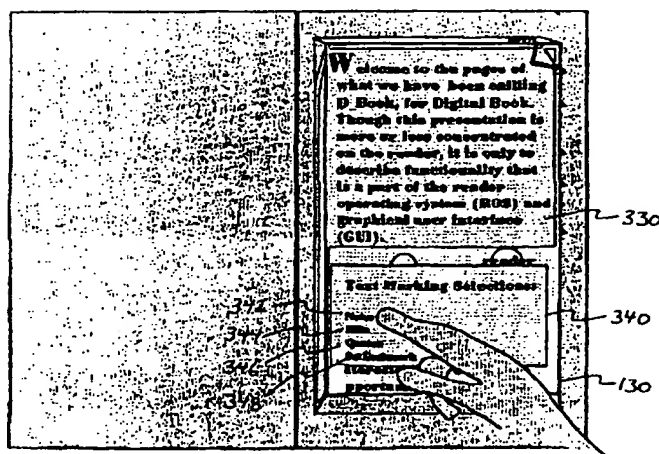 Welcome to the pages of
what we have been calling
D_Book, for Digital Book.
Though this presentation is
more or less concentrated
on the reader, it is only to
describe functionality that
is a part of the reader
operating system (ROS) and
graphical user interface
(GUI).
330
Text Marking Selections:
342
340
344
346
348
130